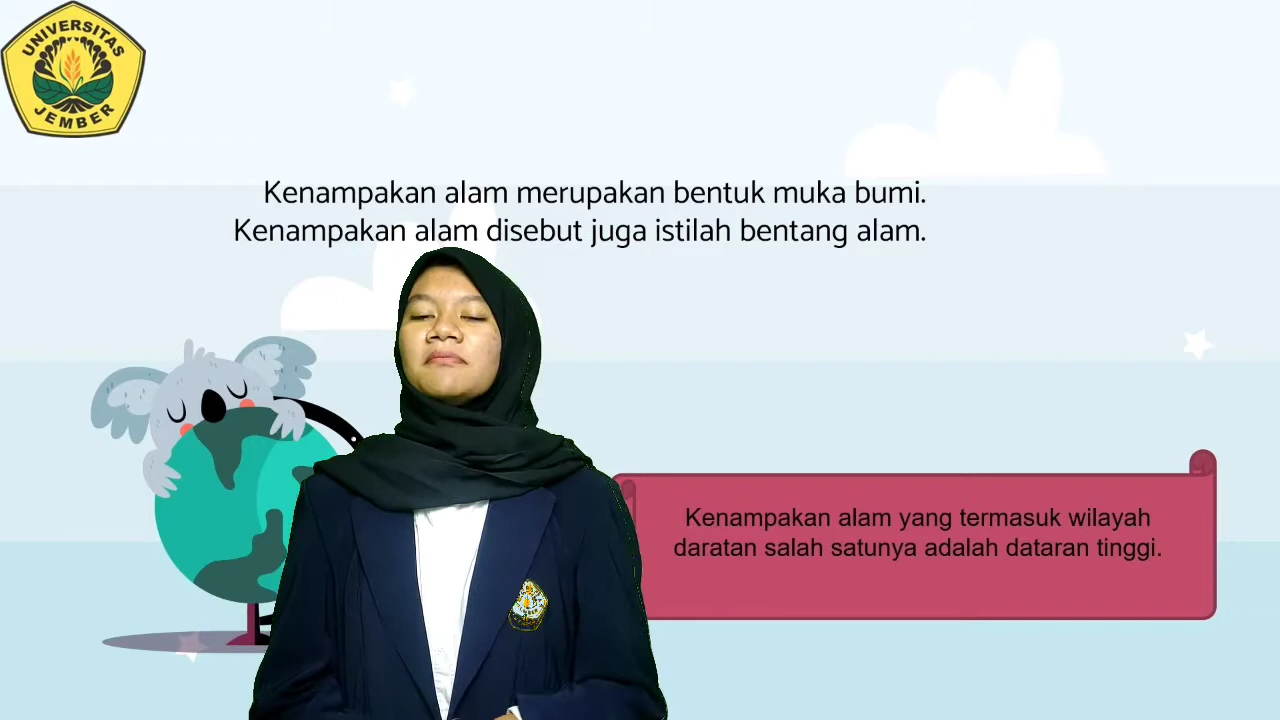 UNIVERSITAS
JEMBER
Kenampakan alam merupakan bentuk muka bumi.
Kenampakan alam disebut juga istilah bentang alam.
Kenampakan alam yang termasuk wilayah
daratan salah satunya adalah dataran tinggi.